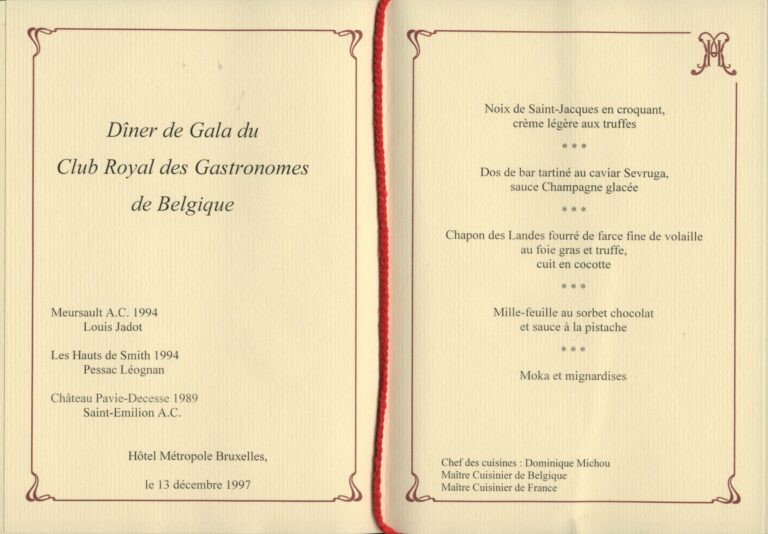 Dîner de Gala du
Club Royal des Gastronomes
de Belgique
Meursault A.C. 1994
Louis Jadot
Les Hauts de Smith 1994
Pessac Léognan
Château Pavie-Decesse 1989
Saint-Emilion A.C.
Hôtel Métropole Bruxelles,
le 13 décembre 1997
Noix de Saint-Jacques en croquant,
crème légère aux truffes
* * *
Dos de bar tartiné au caviar Sevruga,
sauce Champagne glacée
* * *
Chapon des Landes fourré de farce fine de volaille
au foie gras et truffe,
cuit en cocotte
* * *
Mille-feuille au sorbet chocolat
et sauce à la pistache
* * *
Moka et mignardises
Chef des cuisines : Dominique Michou
Maître Cuisinier de Belgique
Maître Cuisinier de France